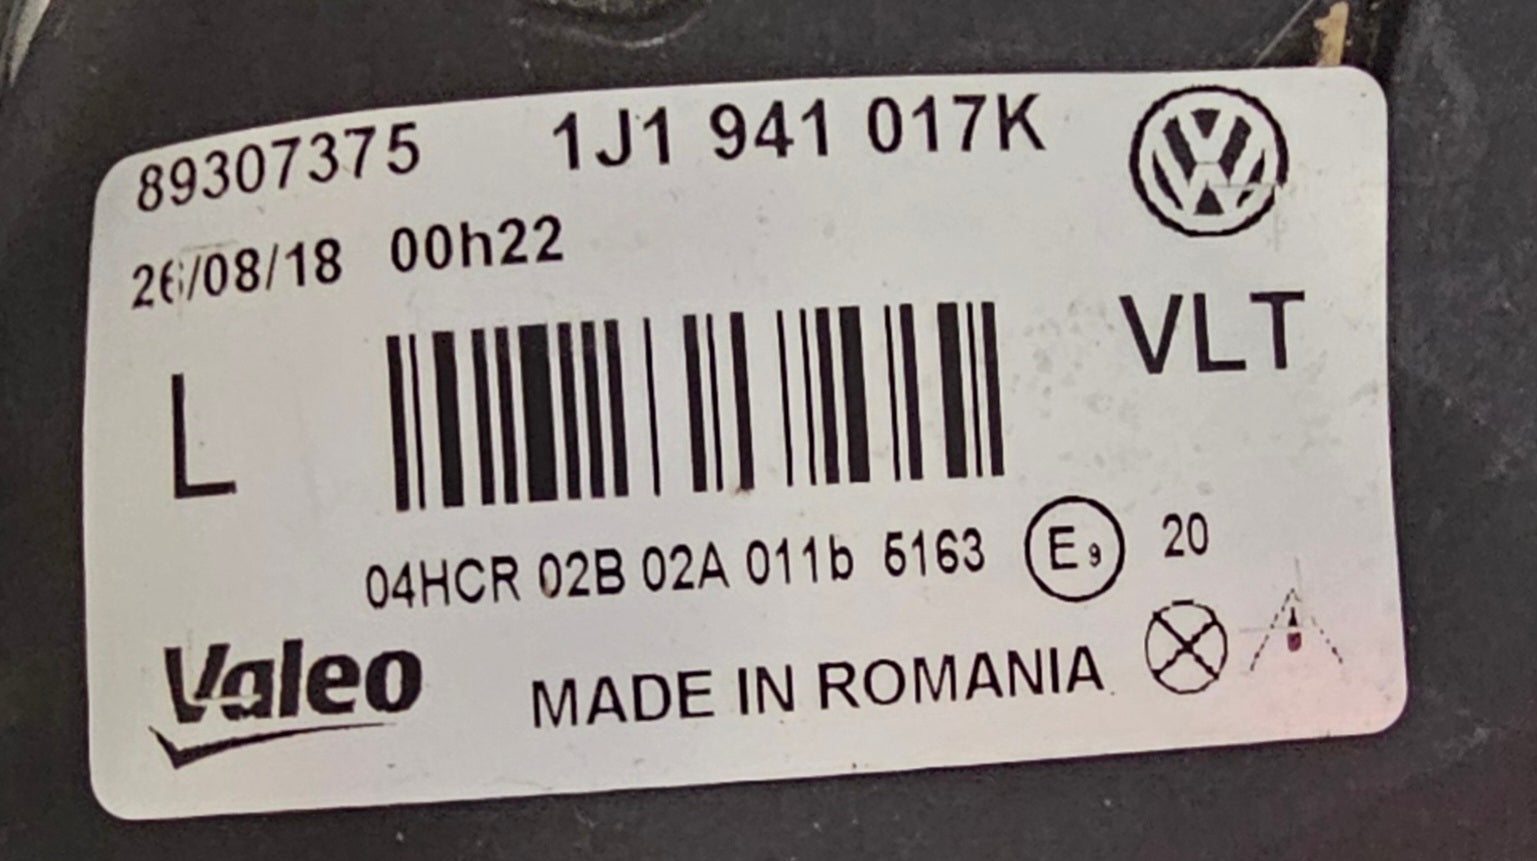 89307375 1J1 941 017K
26/08/18 00h22
VLT
L
04HCR 02B 02A 011b 5163 E9 20
Valeo MADE IN ROMANIA